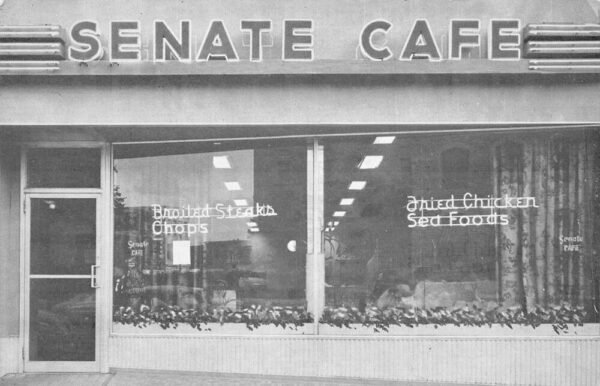 SENATE CAFE
Broiled Steaks
Chops
Fried Chicken
Sea Foods
Senate
CAFE
Senate
CAFE